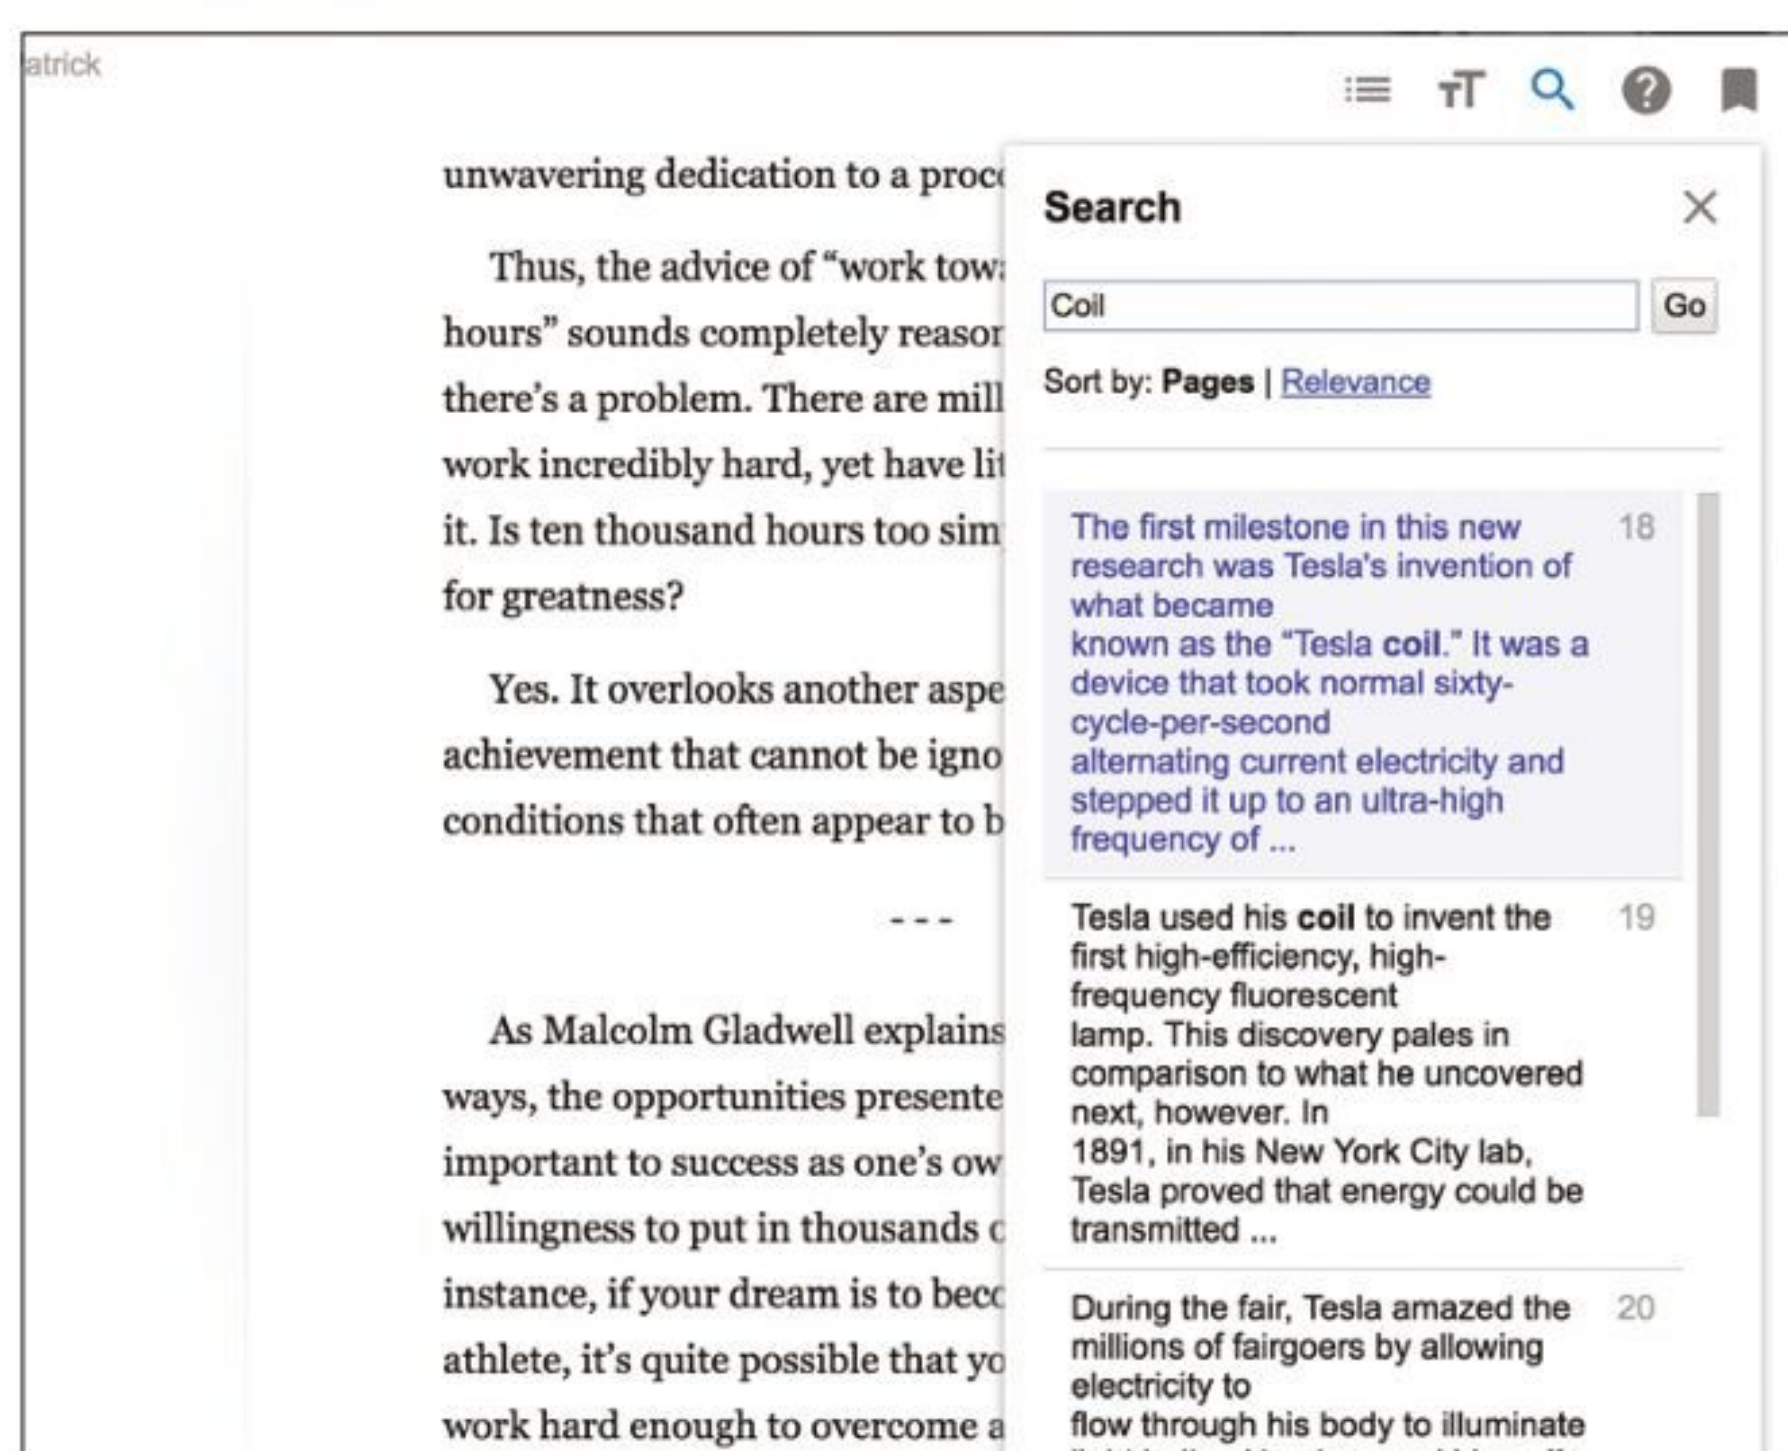 atrick
unwavering dedication to a proc
Thus, the advice of “work tow
hours” sounds completely reaso
there’s a problem. There are mill
work incredibly hard, yet have lit
it. Is ten thousand hours too sim
for greatness?
Yes. It overlooks another aspe
achievement that cannot be igno
conditions that often appear to b
---
As Malcolm Gladwell explains
ways, the opportunities presente
important to success as one’s ow
willingness to put in thousands
instance, if your dream is to bec
athlete, it’s quite possible that yo
work hard enough to overcome a
Search
Coil
Go
Sort by: Pages | Relevance
The first milestone in this new 18
research was Tesla's invention of
what became
known as the “Tesla coil.” It was a
device that took normal sixty-
cycle-per-second
alternating current electricity and
stepped it up to an ultra-high
frequency of ...
Tesla used his coil to invent the 19
first high-efficiency, high-
frequency fluorescent
lamp. This discovery pales in
comparison to what he uncovered
next, however. In
1891, in his New York City lab,
Tesla proved that energy could be
transmitted ...
During the fair, Tesla amazed the 20
millions of fairgoers by allowing
electricity to
flow through his body to illuminate